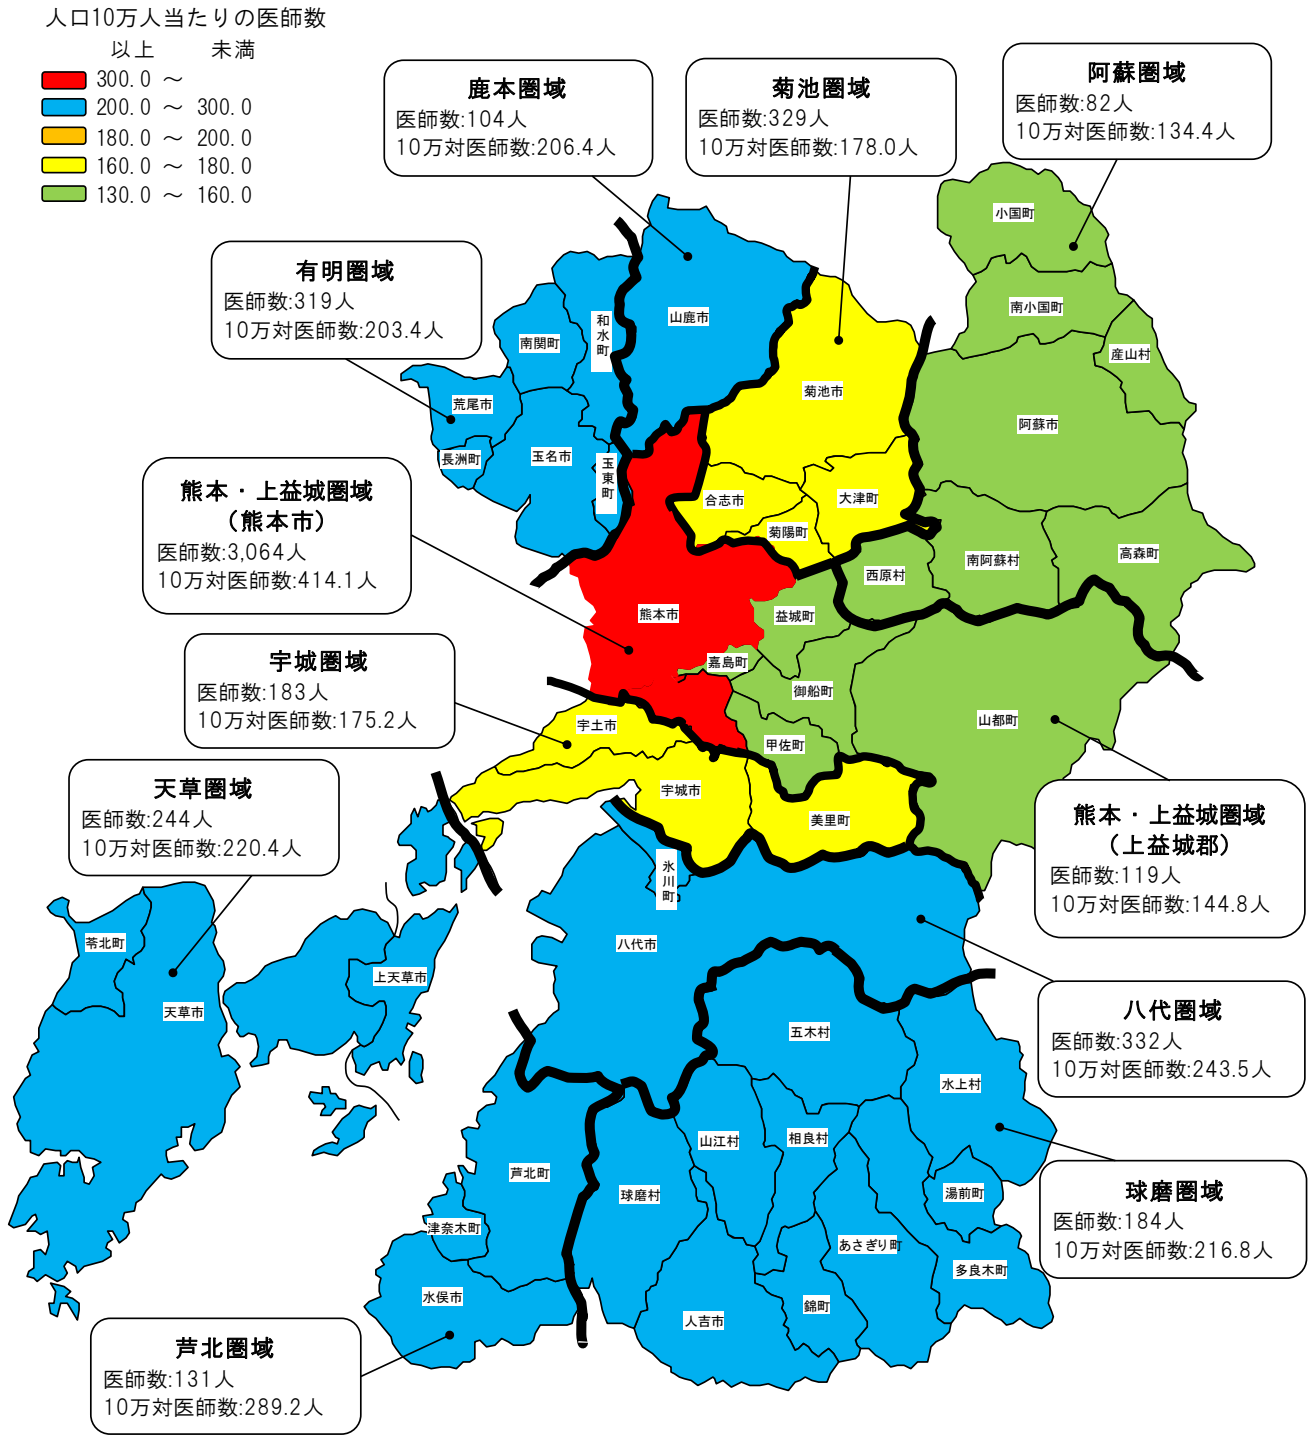 人口10万人当たりの医師数
以上 未満
300.0 ～
200.0 ～ 300.0
180.0 ～ 200.0
160.0 ～ 180.0
130.0 ～ 160.0
鹿本圏域
医師数:104人
10万対医師数:206.4人
菊池圏域
医師数:329人
10万対医師数:178.0人
阿蘇圏域
医師数:82人
10万対医師数:134.4人
有明圏域
医師数:319人
10万対医師数:203.4人
熊本・上益城圏域
（熊本市）
医師数:3,064人
10万対医師数:414.1人
宇城圏域
医師数:183人
10万対医師数:175.2人
天草圏域
医師数:244人
10万対医師数:220.4人
熊本・上益城圏域
（上益城郡）
医師数:119人
10万対医師数:144.8人
八代圏域
医師数:332人
10万対医師数:243.5人
球磨圏域
医師数:184人
10万対医師数:216.8人
芦北圏域
医師数:131人
10万対医師数:289.2人
小国町
南小国町
産山村
阿蘇市
高森町
南阿蘇村
西原村
山鹿市
和水町
南関町
荒尾市
長洲町
玉名市
玉東町
菊池市
合志市
大津町
菊陽町
熊本市
益城町
嘉島町
御船町
甲佐町
山都町
宇土市
宇城市
美里町
氷川町
八代市
苓北町
天草市
上天草市
五木村
水上村
山江村
相良村
湯前町
球磨村
あさぎり町
多良木町
錦町
人吉市
芦北町
津奈木町
水俣市